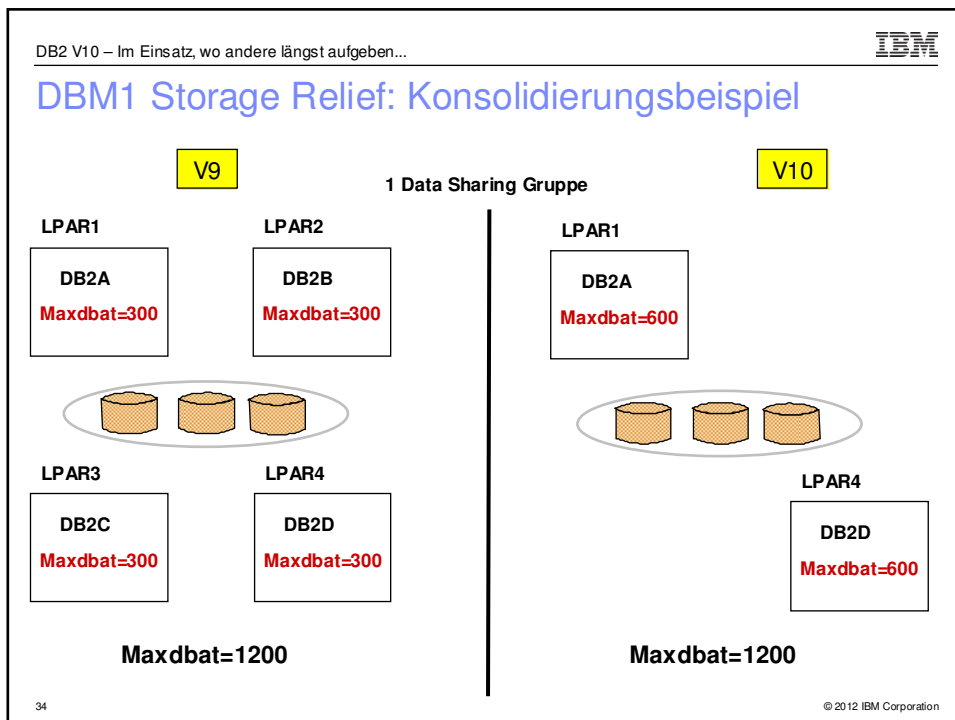 DB2 V10 – Im Einsatz, wo andere längst aufgeben...
IBM
DBM1 Storage Relief: Konsolidierungsbeispiel
V9
1 Data Sharing Gruppe
V10
LPAR1
DB2A
Maxdbat=300
LPAR2
DB2B
Maxdbat=300
LPAR3
DB2C
Maxdbat=300
LPAR4
DB2D
Maxdbat=300
Maxdbat=1200
LPAR1
DB2A
Maxdbat=600
LPAR4
DB2D
Maxdbat=600
Maxdbat=1200
34
© 2012 IBM Corporation